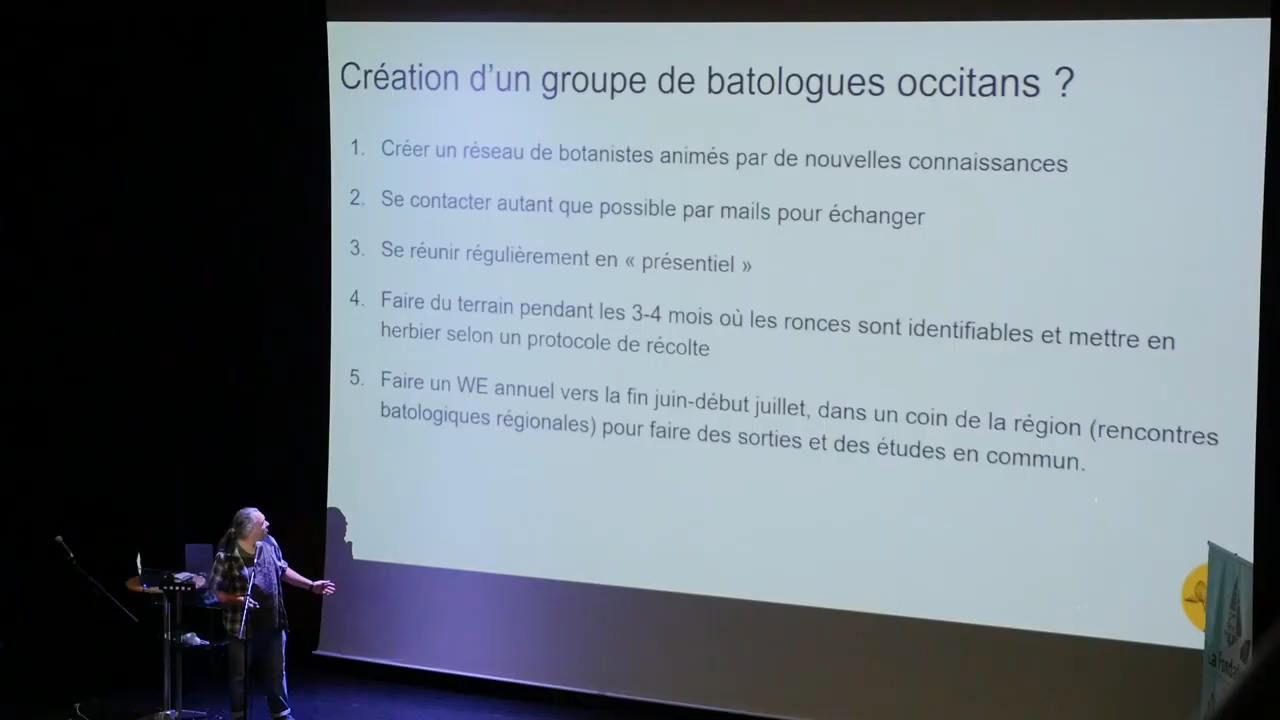 Création d'un groupe de batologues occitans ?
1. Créer un réseau de botanistes animés par de nouvelles connaissances
2. Se contacter autant que possible par mails pour échanger
3. Se réunir régulièrement en « présentiel »
4. Faire du terrain pendant les 3-4 mois où les ronces sont identifiables et mettre en
herbier selon un protocole de récolte
5. Faire un WE annuel vers la fin juin-début juillet, dans un coin de la région (rencontres
batologiques régionales) pour faire des sorties et des études en commun.
La